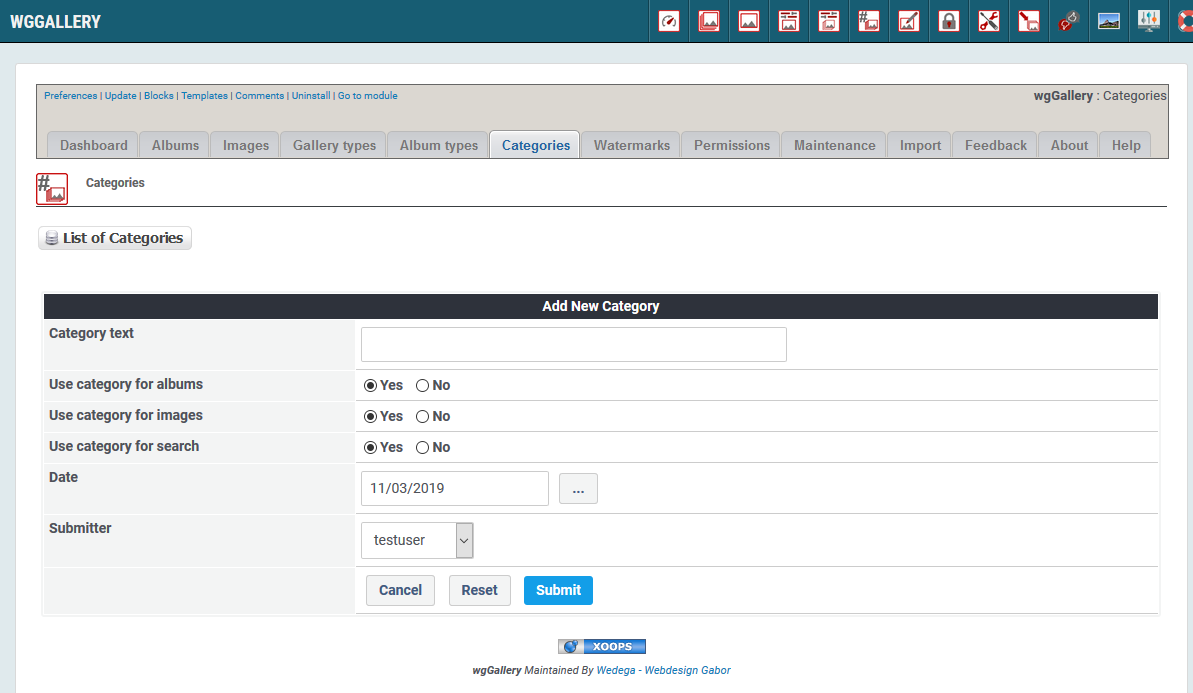 WGGALLERY
Preferences | Update | Blocks | Templates | Comments | Uninstall | Go to module
wgGallery : Categories
Dashboard Albums Images Gallery types Album types Categories Watermarks Permissions Maintenance Import Feedback About Help
Categories
List of Categories
Add New Category
Category text
Use category for albums Yes No
Use category for images Yes No
Use category for search Yes No
Date 11/03/2019 ...
Submitter testuser
Cancel Reset Submit
XOOPS
wgGallery Maintained By Wedega - Webdesign Gabor